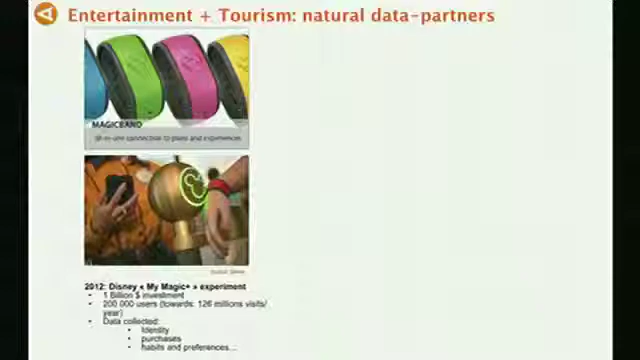 Entertainment + Tourism: natural data-partners
MAGICBAND
all-in-one connection to plans and experiences
2012: Disney « My Magic+ » experiment
• 1 Billion $ investment
• 200 000 users (towards: 126 millions visits/
year)
• Data collected:
• Identity
• purchases
• habits and preferences...